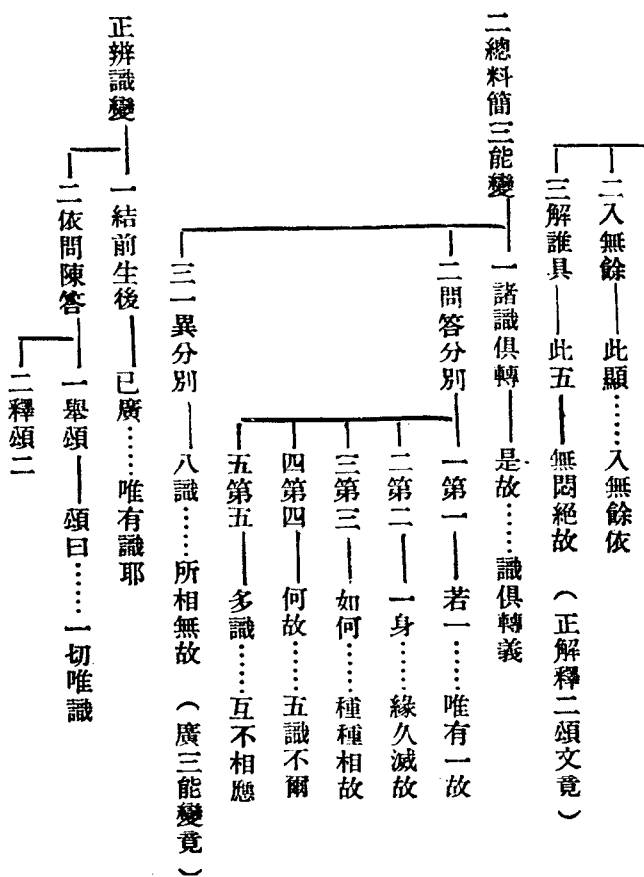 二入無餘——此顯……入無餘依
三解誰具——此五——無悶絕故　（正解釋二頌文竟）
二總料簡三能變
一諸識俱轉——是故……識俱轉義
二問答分別
一第一——若一……唯有一故
二第二——一身……緣久滅故
三第三——如何……種種相故
四第四——何故……五識不爾
五第五——多識……互不相應
三一異分別——八識……所相無故　（廣三能變竟）
正辨識變
一結前生後——已廣……唯有識耶
二依問陳答
一舉頌——頌曰……一切唯識
二釋頌二